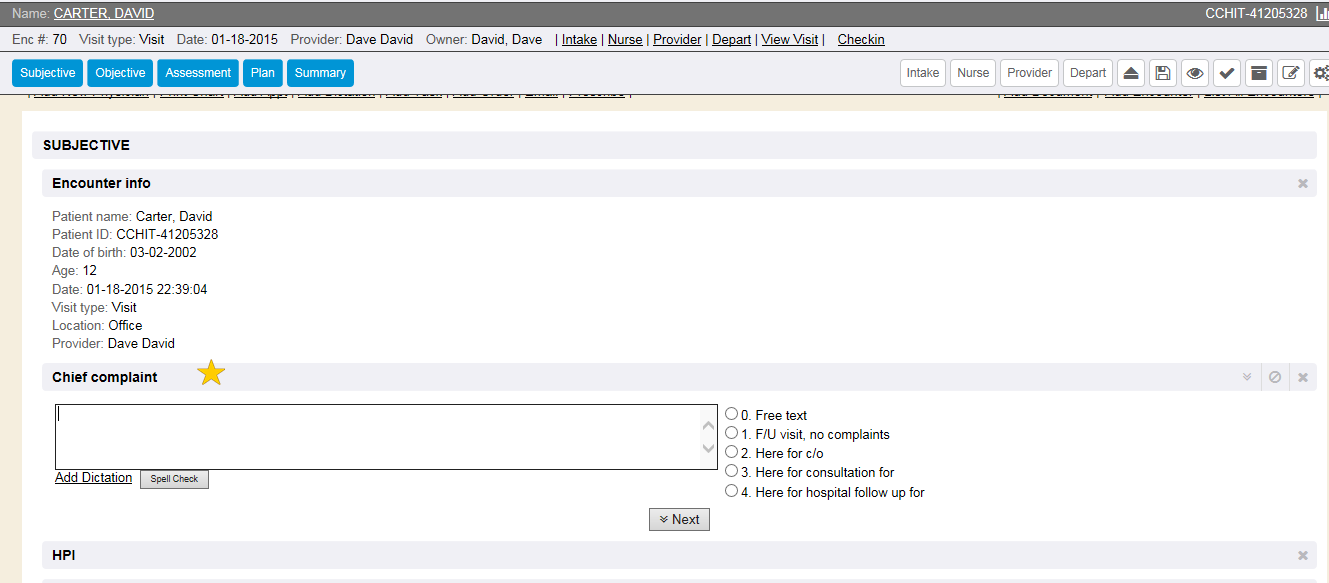 Name: CARTER, DAVID CCHIT-41205328
Enc #: 70 Visit type: Visit Date: 01-18-2015 Provider: Dave David Owner: David, Dave | Intake | Nurse | Provider | Depart | View Visit | Checkin
Subjective Objective Assessment Plan Summary Intake Nurse Provider Depart
SUBJECTIVE
Encounter info
Patient name: Carter, David
Patient ID: CCHIT-41205328
Date of birth: 03-02-2002
Age: 12
Date: 01-18-2015 22:39:04
Visit type: Visit
Location: Office
Provider: Dave David
Chief complaint
0. Free text
1. F/U visit, no complaints
2. Here for c/o
3. Here for consultation for
4. Here for hospital follow up for
Add Dictation Spell Check
Next
HPI